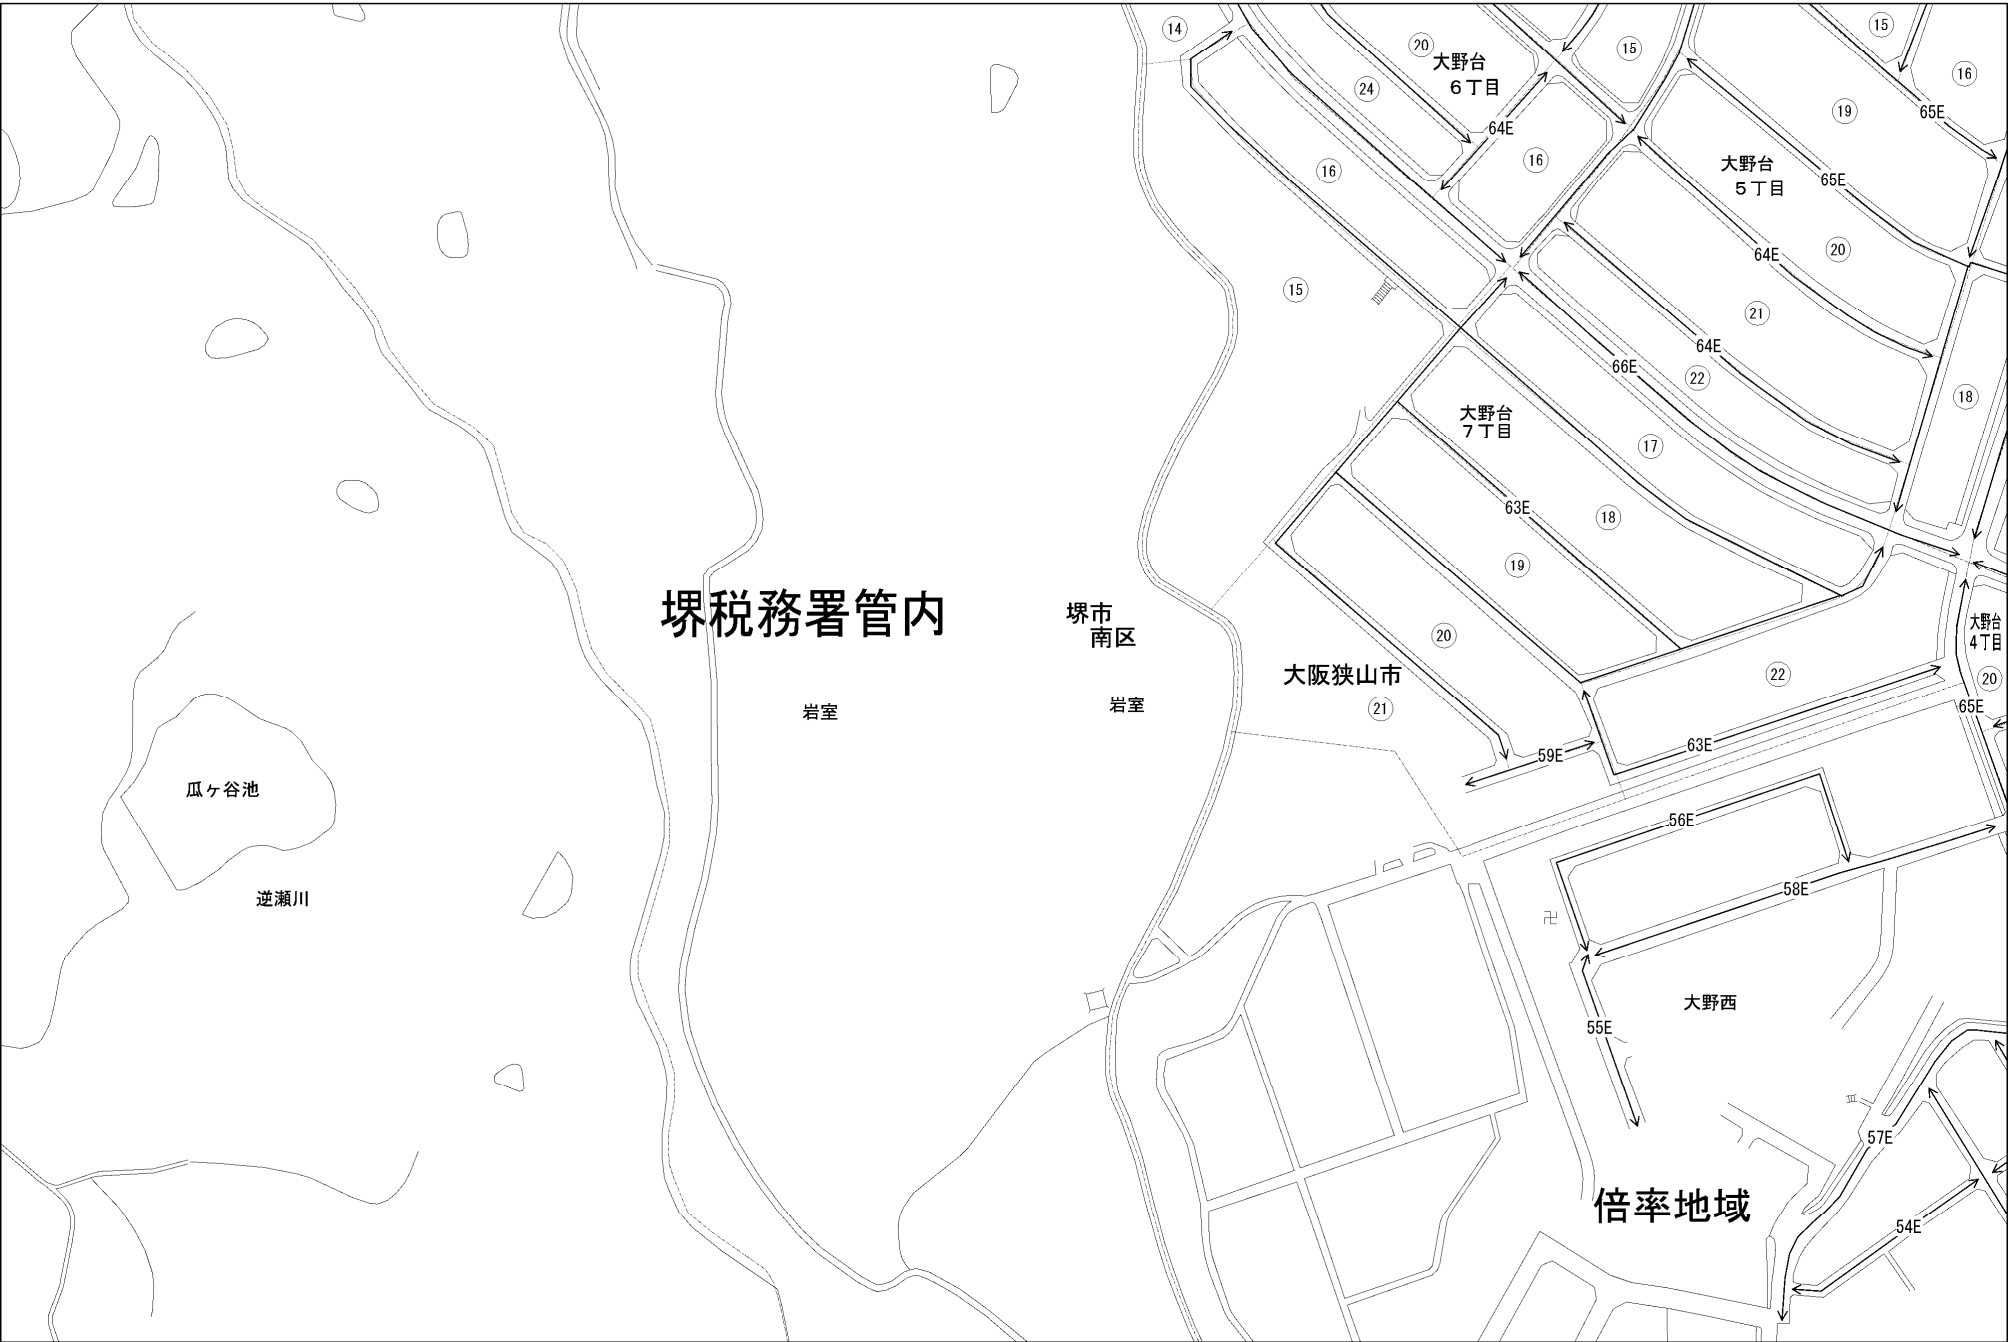 14
20
大野台
6丁目
24
64E
16
16
15
15
16
65E
19
大野台
5丁目
65E
20
64E
21
64E
22
66E
18
15
大野台
7丁目
17
63E
18
19
20
堺税務署管内
堺市
南区
岩室
岩室
大阪狭山市
21
22
63E
59E
大野台
4丁目
20
65E
瓜ヶ谷池
逆瀬川
56E
58E
卍
大野西
55E
57E
倍率地域
54E